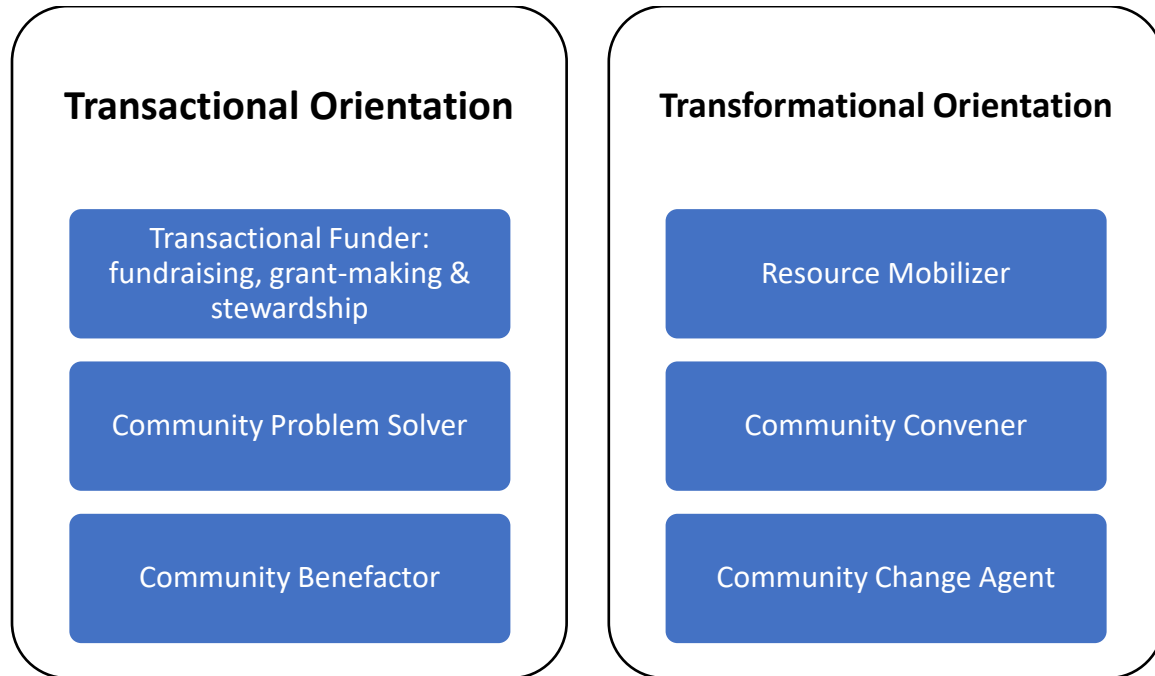 Transactional Orientation
Transactional Funder:
fundraising, grant-making &
stewardship
Community Problem Solver
Community Benefactor
Transformational Orientation
Resource Mobilizer
Community Convener
Community Change Agent